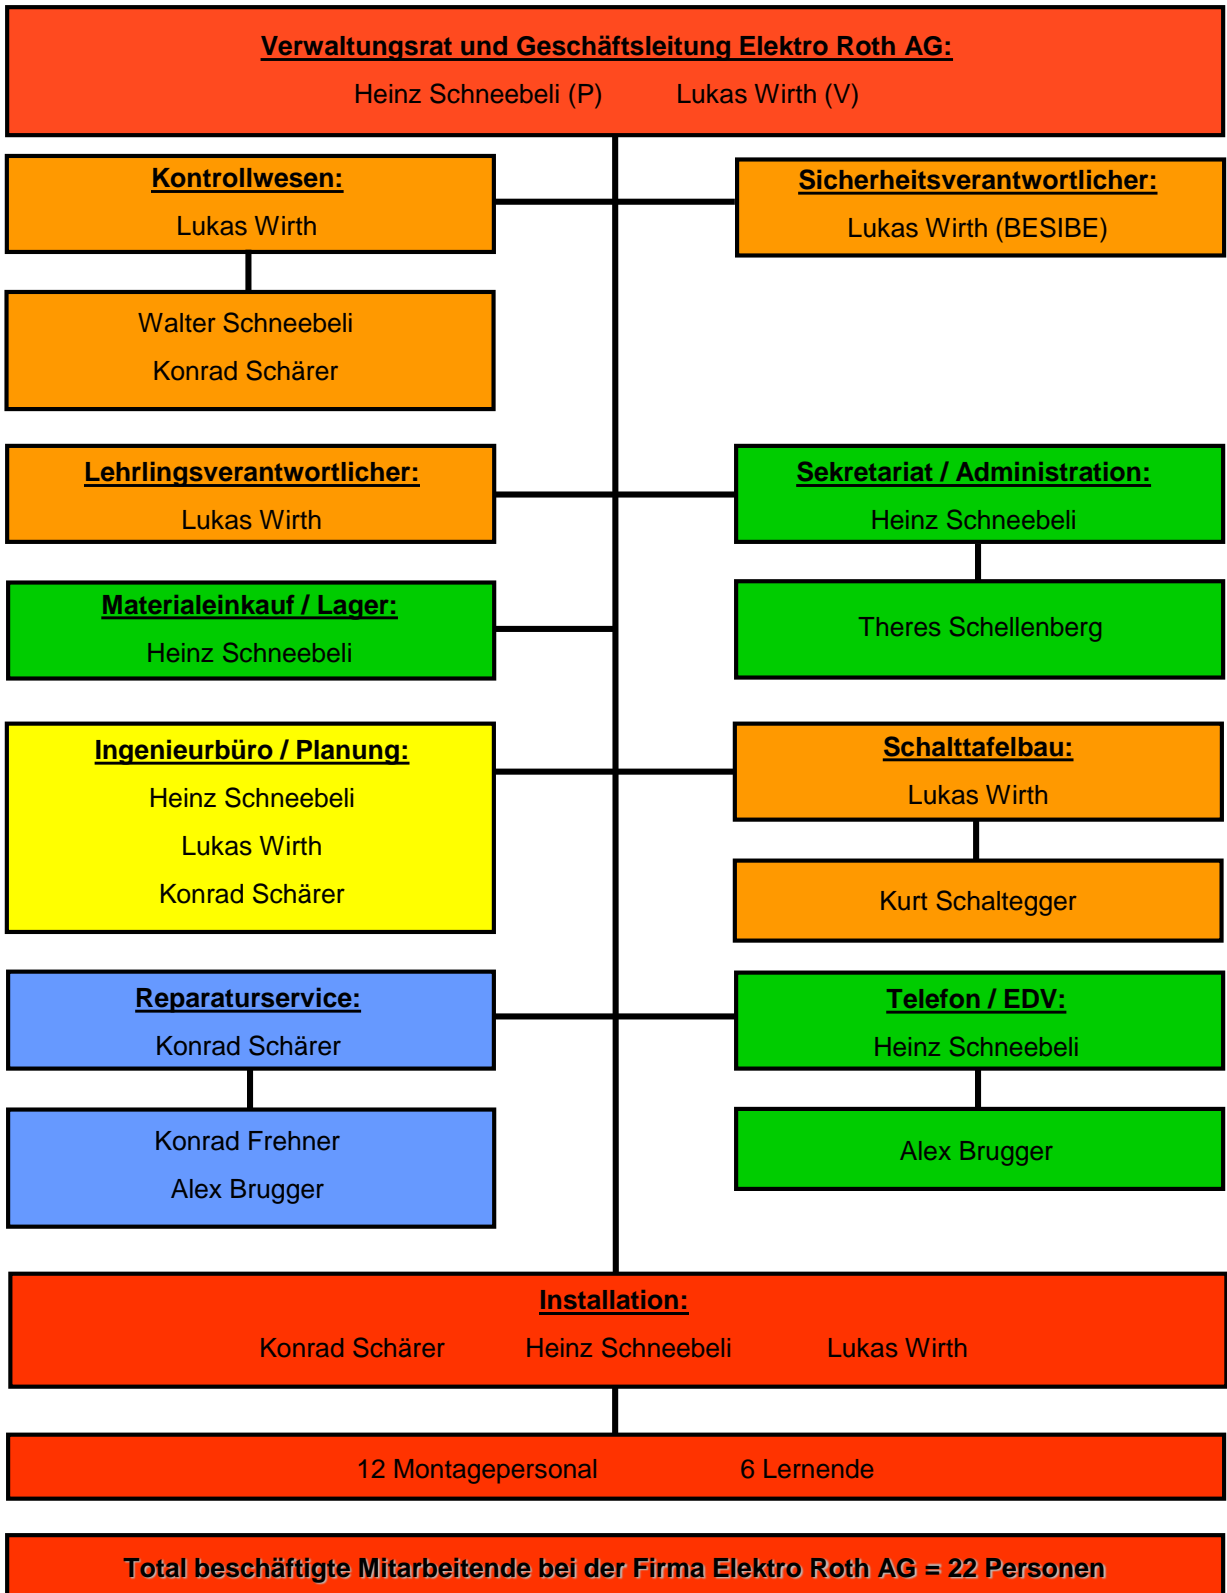 Verwaltungsrat und Geschäftsleitung Elektro Roth AG:
Heinz Schneebeli (P) Lukas Wirth (V)
Kontrollwesen:
Lukas Wirth
Sicherheitsverantwortlicher:
Lukas Wirth (BESIBE)
Walter Schneebeli
Konrad Schärer
Lehrlingsverantwortlicher:
Lukas Wirth
Sekretariat / Administration:
Heinz Schneebeli
Theres Schellenberg
Materialeinkauf / Lager:
Heinz Schneebeli
Ingenieurbüro / Planung:
Heinz Schneebeli
Lukas Wirth
Konrad Schärer
Schalttafelbau:
Lukas Wirth
Kurt Schaltegger
Reparaturservice:
Konrad Schärer
Konrad Frehner
Alex Brugger
Telefon / EDV:
Heinz Schneebeli
Alex Brugger
Installation:
Konrad Schärer Heinz Schneebeli Lukas Wirth
12 Montagepersonal 6 Lernende
Total beschäftigte Mitarbeitende bei der Firma Elektro Roth AG = 22 Personen